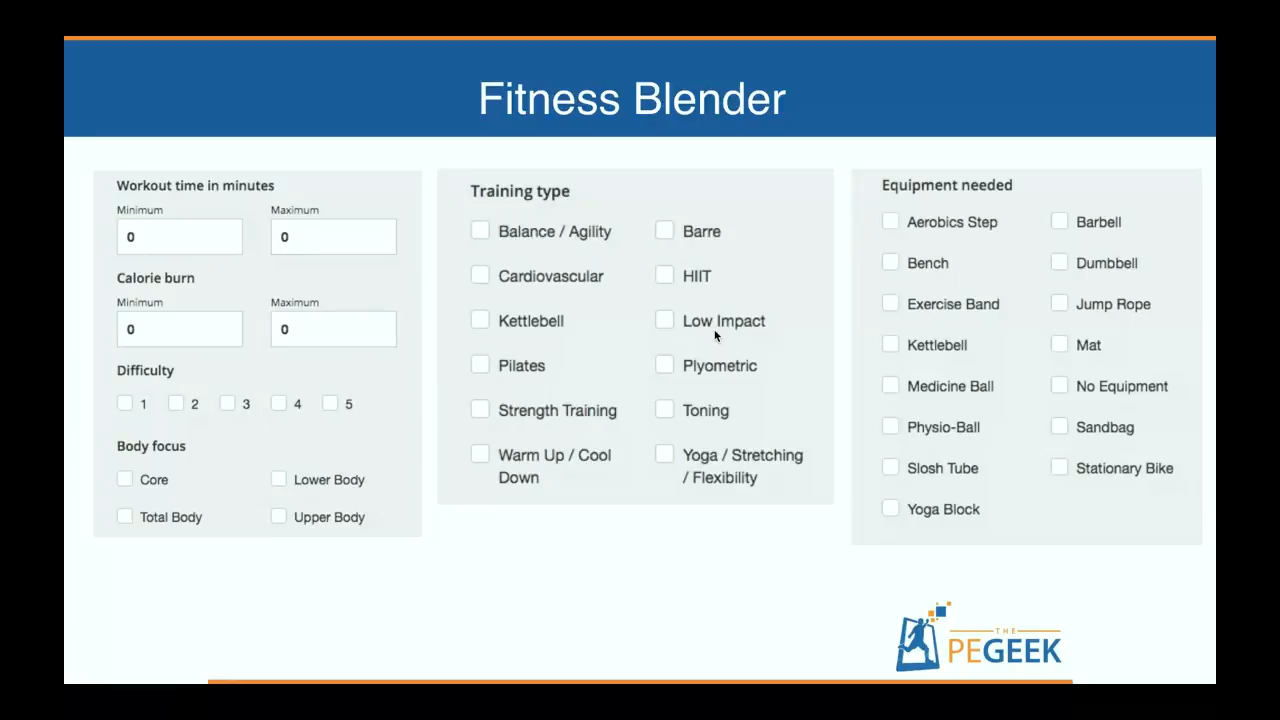 Fitness Blender
Workout time in minutes
Minimum
Maximum
0
0
Calorie burn
Minimum
Maximum
0
0
Difficulty
1
2
3
4
5
Body focus
Core
Lower Body
Total Body
Upper Body
Training type
Balance / Agility
Barre
Cardiovascular
HIIT
Kettlebell
Low Impact
Pilates
Plyometric
Strength Training
Toning
Warm Up / Cool
Down
Yoga / Stretching
/ Flexibility
Equipment needed
Aerobics Step
Barbell
Bench
Dumbbell
Exercise Band
Jump Rope
Kettlebell
Mat
Medicine Ball
No Equipment
Physio-Ball
Sandbag
Slosh Tube
Stationary Bike
Yoga Block
THE
PEGEEK